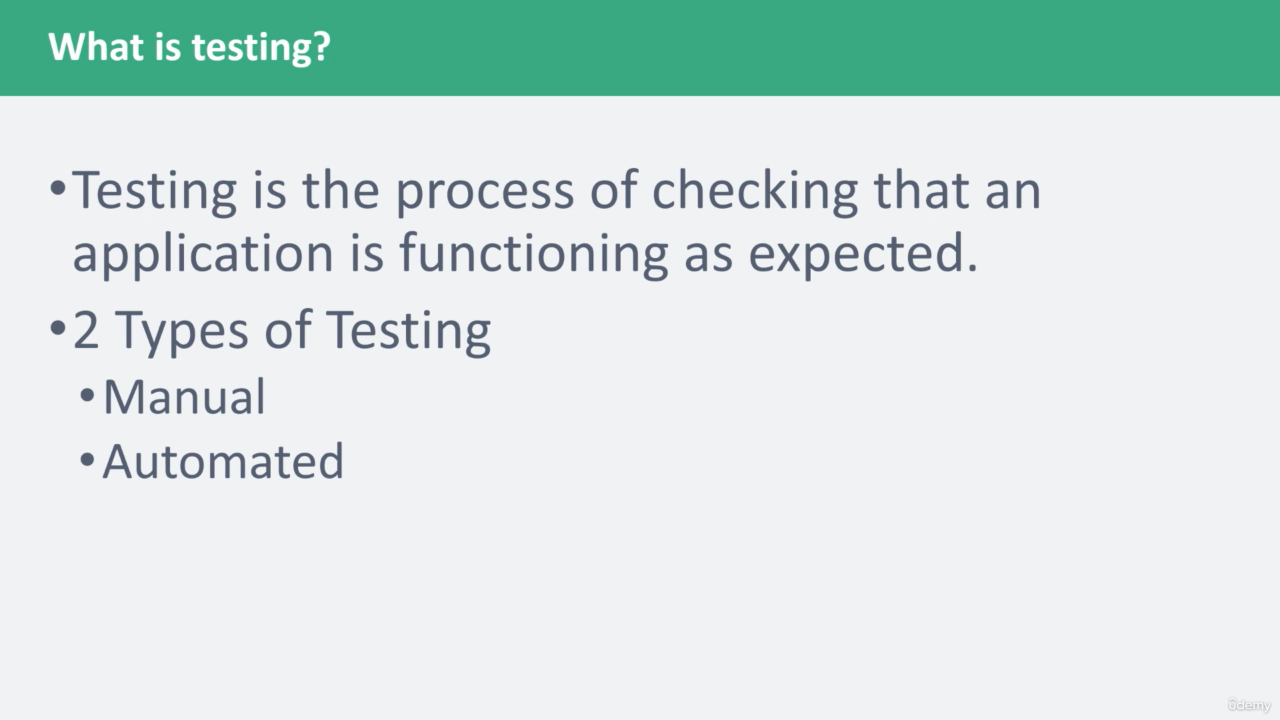 What is testing?
•Testing is the process of checking that an
application is functioning as expected.
•2 Types of Testing
•Manual
•Automated
ûdemy